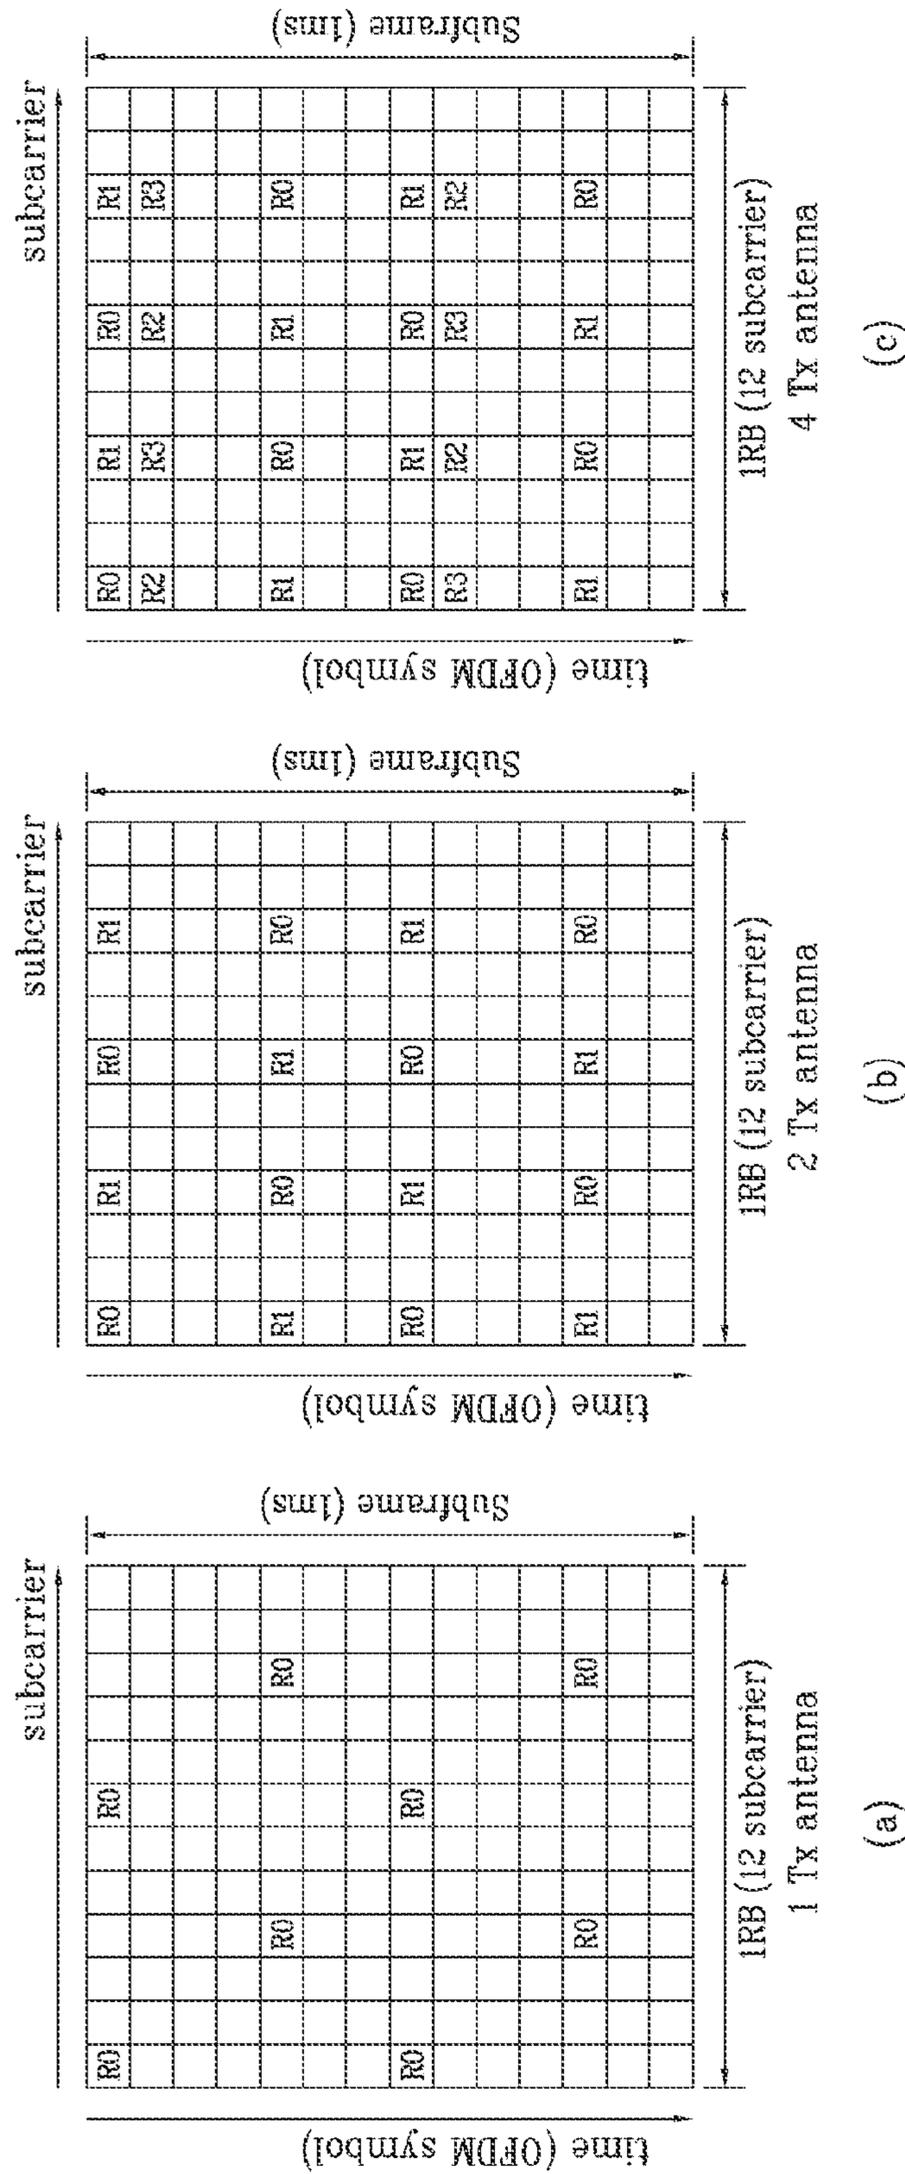 subcarrier
time (OFDM symbol)
Subframe (1ms)
R0 R0
R0 R0
R0 R0
R0 R0
1RB (12 subcarrier)
1 Tx antenna
(a)
subcarrier
time (OFDM symbol)
Subframe (1ms)
R0 R1 R0 R1
R1 R0 R1 R0
R0 R1 R0 R1
R1 R0 R1 R0
1RB (12 subcarrier)
2 Tx antenna
(b)
subcarrier
time (OFDM symbol)
Subframe (1ms)
R0 R1 R0 R1
R2 R3 R2 R3
R1 R0 R1 R0
R0 R1 R0 R1
R3 R2 R3 R2
R1 R0 R1 R0
1RB (12 subcarrier)
4 Tx antenna
(c)